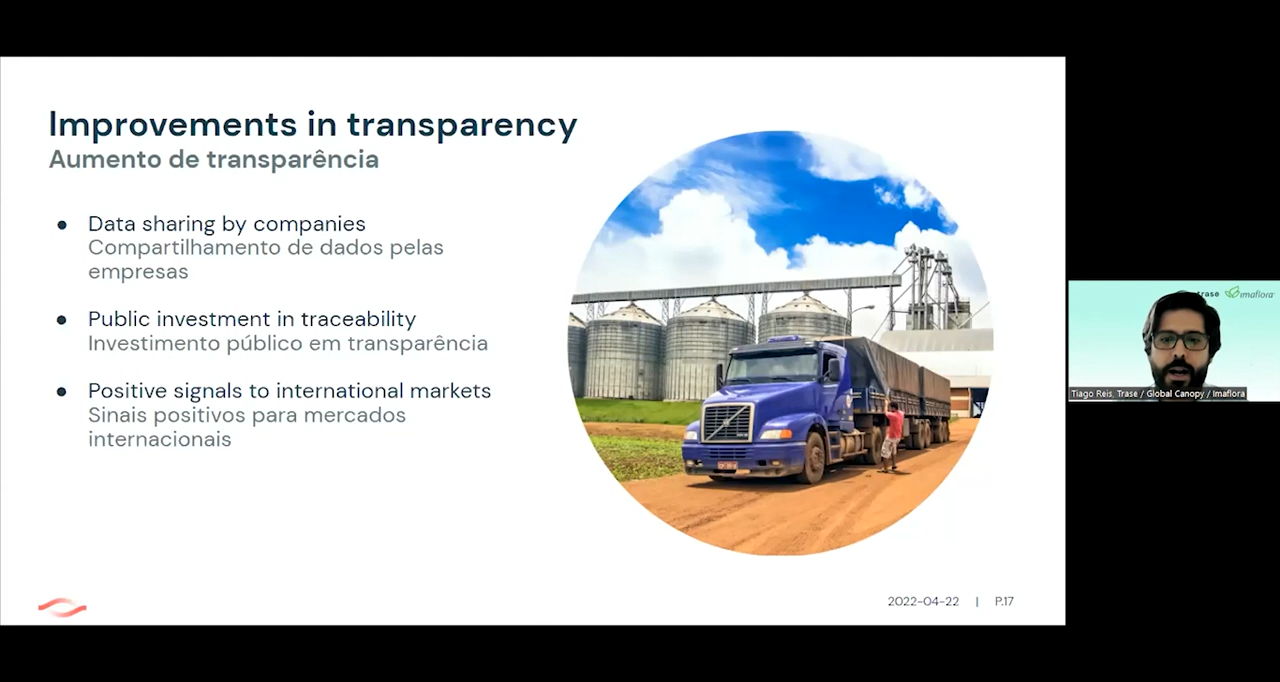 Improvements in transparency
Aumento de transparência
● Data sharing by companies
Compartilhamento de dados pelas
empresas
● Public investment in traceability
Investimento público em transparência
● Positive signals to international markets
Sinais positivos para mercados
internacionais
2022-04-22 | P.17
trase imaflora
Tiago Reis, Trase / Global Canopy / Imaflora